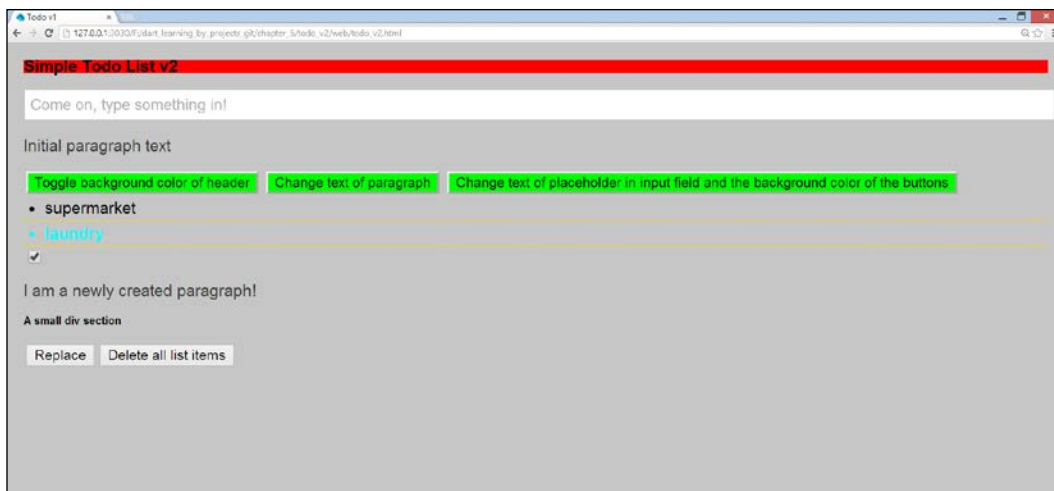 Todo v1
127.0.0.1:3030/F:/dart_learning_by_projects_git/chapter_5/todo_v2/web/todo_v2.html
Simple Todo List v2
Come on, type something in!
Initial paragraph text
Toggle background color of header Change text of paragraph Change text of placeholder in input field and the background color of the buttons
• supermarket
• laundry
I am a newly created paragraph!
A small div section
Replace Delete all list items